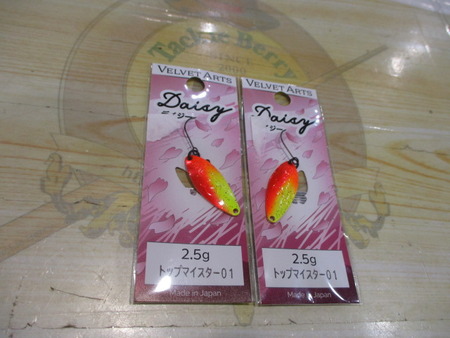 Tackle Berry
VELVET ARTS
Daisy
デイジー
2.5g
トップマイスター01
Made in Japan
VELVET ARTS
Daisy
デイジー
2.5g
トップマイスター01
Made in Japan